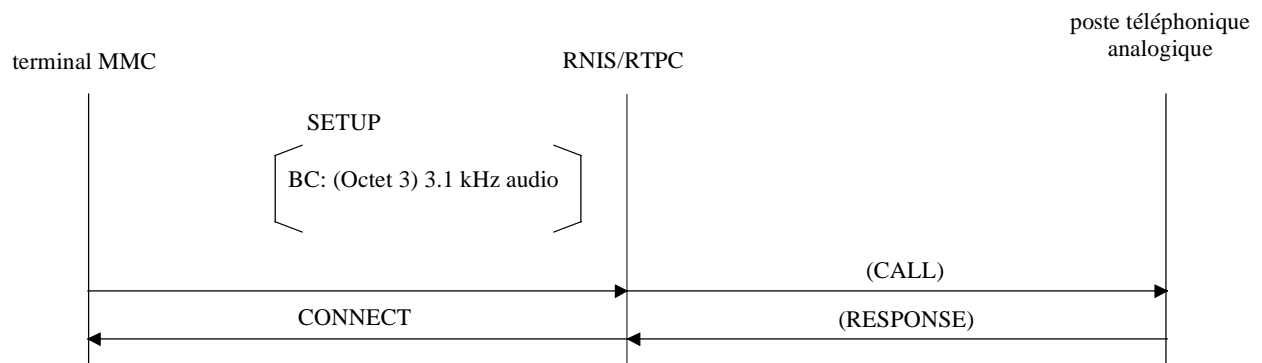 poste téléphonique
analogique
terminal MMC
RNIS/RTPC
SETUP
BC: (Octet 3) 3.1 kHz audio
(CALL)
CONNECT
(RESPONSE)